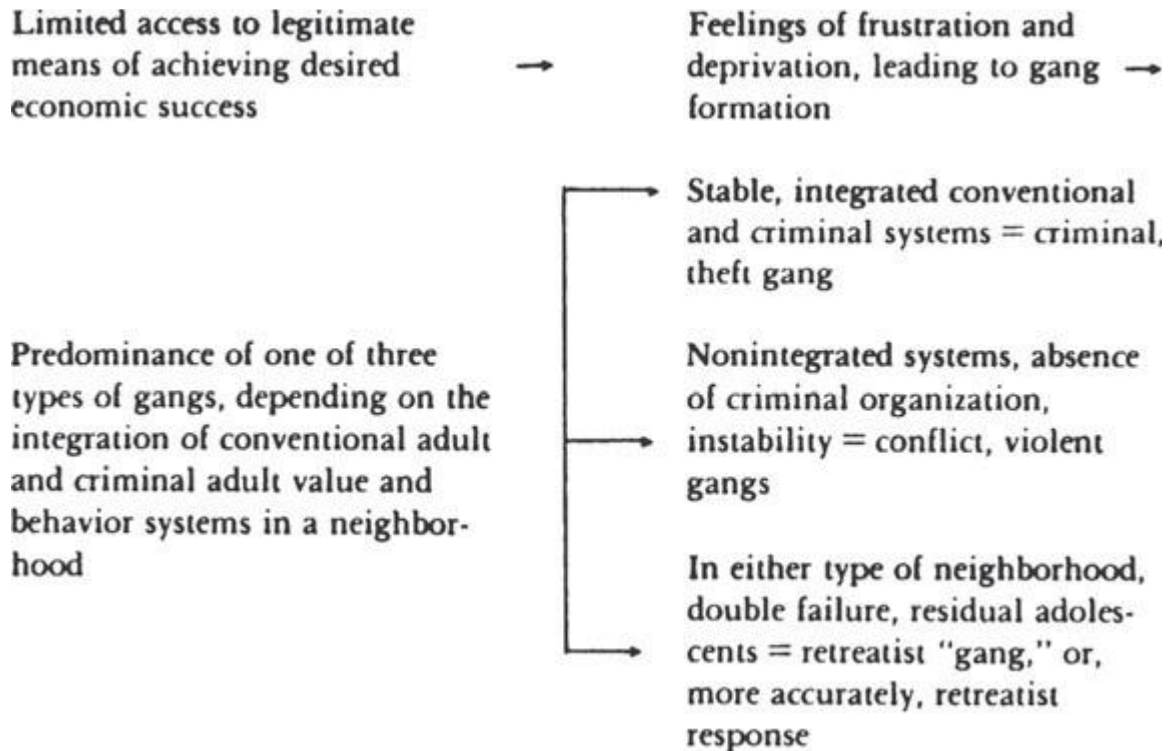 Limited access to legitimate
means of achieving desired
economic success
→
Feelings of frustration and
deprivation, leading to gang →
formation
Predominance of one of three
types of gangs, depending on the
integration of conventional adult
and criminal adult value and
behavior systems in a neighbor-
hood
Stable, integrated conventional
and criminal systems = criminal,
theft gang
Nonintegrated systems, absence
of criminal organization,
instability = conflict, violent
gangs
In either type of neighborhood,
double failure, residual adoles-
cents = retreatist “gang,” or,
more accurately, retreatist
response